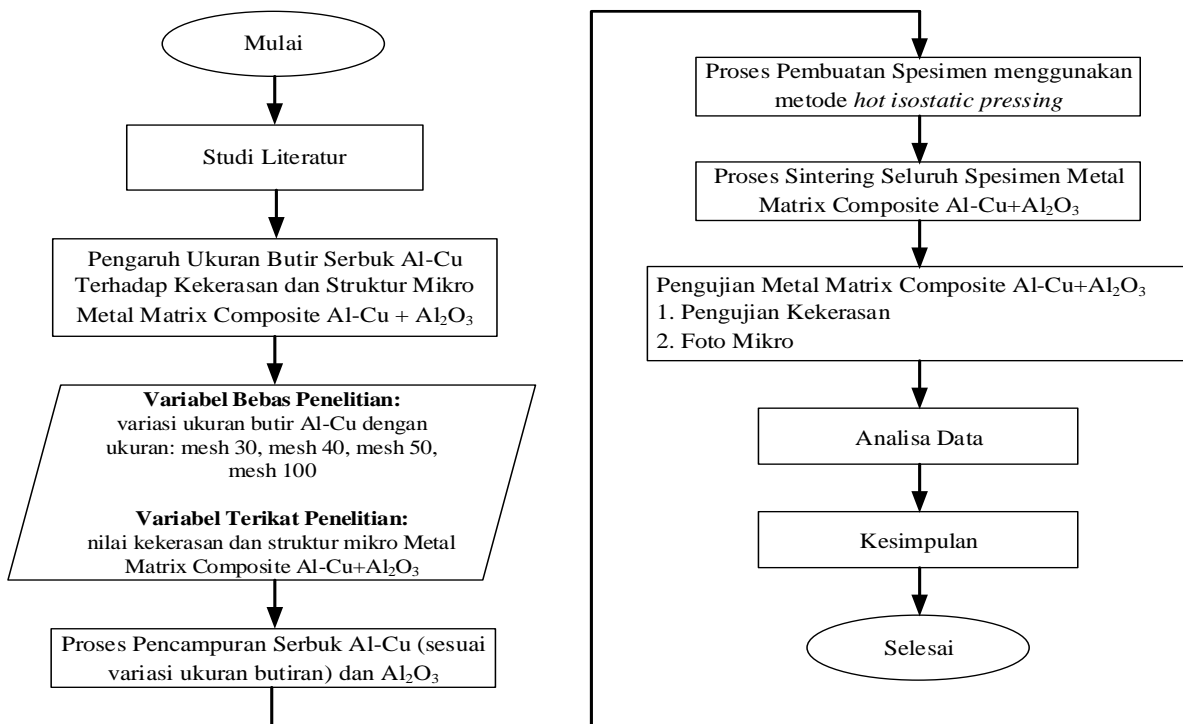 Mulai
Studi Literatur
Pengaruh Ukuran Butir Serbuk Al-Cu
Terhadap Kekerasan dan Struktur Mikro
Metal Matrix Composite Al-Cu + Al₂O₃
Variabel Bebas Penelitian:
variasi ukuran butir Al-Cu dengan
ukuran: mesh 30, mesh 40, mesh 50,
mesh 100
Variabel Terikat Penelitian:
nilai kekerasan dan struktur mikro Metal
Matrix Composite Al-Cu+Al₂O₃
Proses Pencampuran Serbuk Al-Cu (sesuai
variasi ukuran butiran) dan Al₂O₃
Proses Pembuatan Spesimen menggunakan
metode hot isostatic pressing
Proses Sintering Seluruh Spesimen Metal
Matrix Composite Al-Cu+Al₂O₃
Pengujian Metal Matrix Composite Al-Cu+Al₂O₃
1. Pengujian Kekerasan
2. Foto Mikro
Analisa Data
Kesimpulan
Selesai